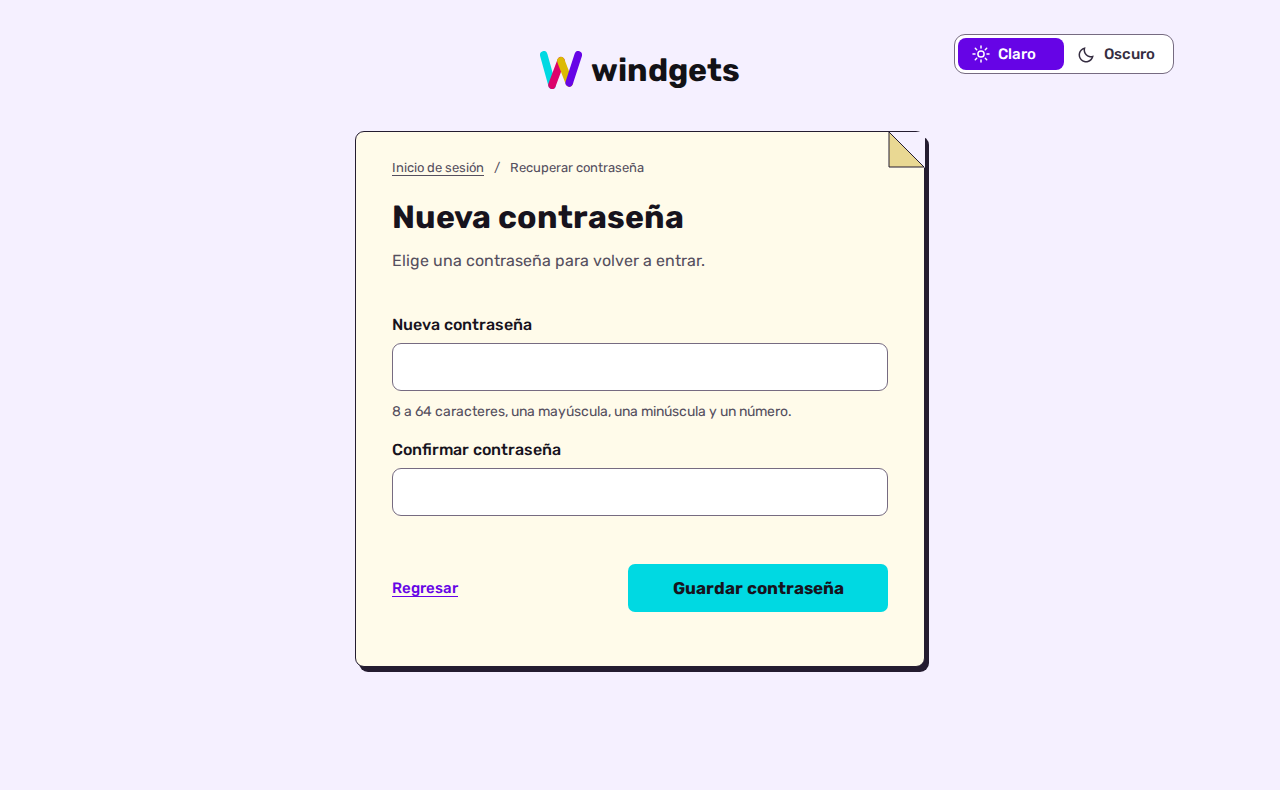 windgets
Claro
Oscuro
Inicio de sesión / Recuperar contraseña
Nueva contraseña
Elige una contraseña para volver a entrar.
Nueva contraseña
8 a 64 caracteres, una mayúscula, una minúscula y un número.
Confirmar contraseña
Regresar
Guardar contraseña